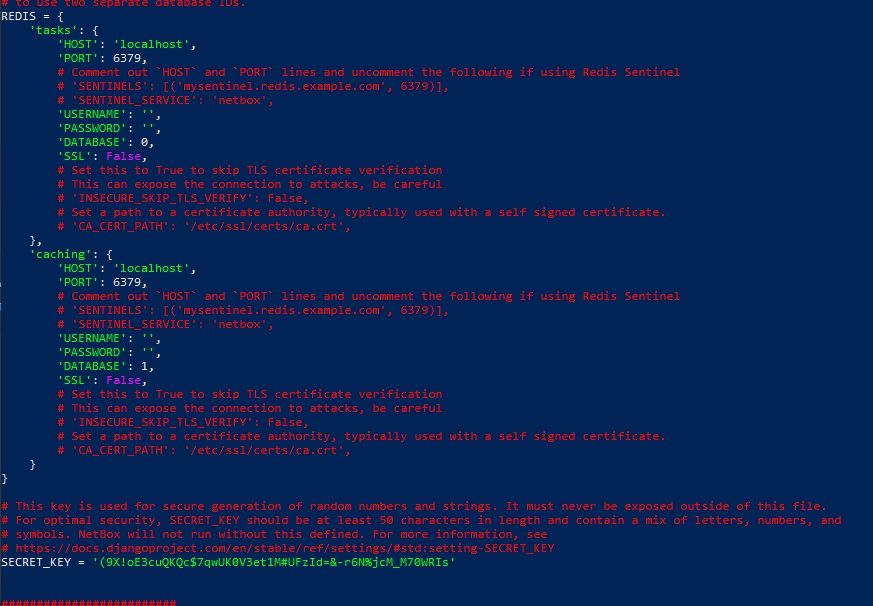 # to use two separate database IDs.
REDIS = {
    'tasks': {
        'HOST': 'localhost',
        'PORT': 6379,
        # Comment out `HOST` and `PORT` lines and uncomment the following if using Redis Sentinel
        # 'SENTINELS': [('mysentinel.redis.example.com', 6379)],
        # 'SENTINEL_SERVICE': 'netbox',
        'USERNAME': '',
        'PASSWORD': '',
        'DATABASE': 0,
        'SSL': False,
        # Set this to True to skip TLS certificate verification
        # This can expose the connection to attacks, be careful
        # 'INSECURE_SKIP_TLS_VERIFY': False,
        # Set a path to a certificate authority, typically used with a self signed certificate.
        # 'CA_CERT_PATH': '/etc/ssl/certs/ca.crt',
    },
    'caching': {
        'HOST': 'localhost',
        'PORT': 6379,
        # Comment out `HOST` and `PORT` lines and uncomment the following if using Redis Sentinel
        # 'SENTINELS': [('mysentinel.redis.example.com', 6379)],
        # 'SENTINEL_SERVICE': 'netbox',
        'USERNAME': '',
        'PASSWORD': '',
        'DATABASE': 1,
        'SSL': False,
        # Set this to True to skip TLS certificate verification
        # This can expose the connection to attacks, be careful
        # 'INSECURE_SKIP_TLS_VERIFY': False,
        # Set a path to a certificate authority, typically used with a self signed certificate.
        # 'CA_CERT_PATH': '/etc/ssl/certs/ca.crt',
    }
}

# This key is used for secure generation of random numbers and strings. It must never be exposed outside of this file.
# For optimal security, SECRET_KEY should be at least 50 characters in length and contain a mix of letters, numbers, and
# symbols. NetBox will not run without this defined. For more information, see
# https://docs.djangoproject.com/en/stable/ref/settings/#std:setting-SECRET_KEY
SECRET_KEY = '(9X!oE3cuQKQc$7qwUK0V3et1M#UFzId=&-r6N%jcM_M70WRIs'

#########################